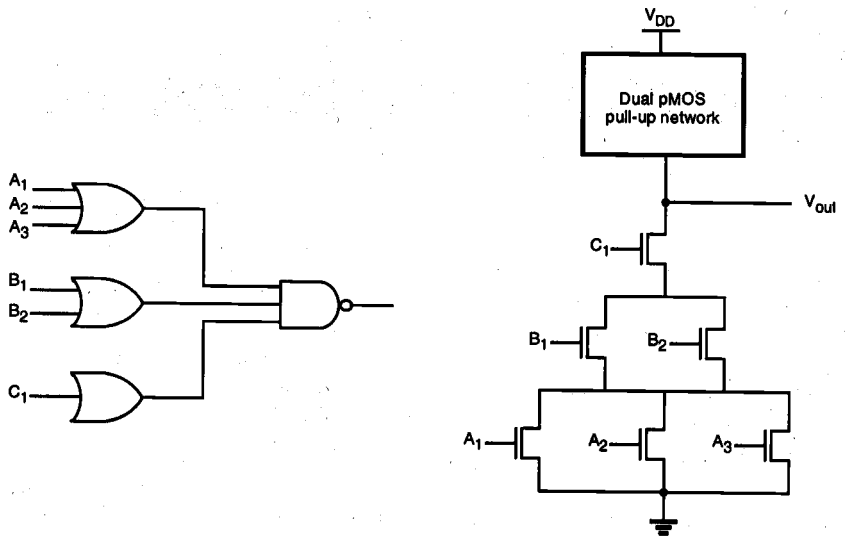 A1
A2
A3
B1
B2
C1
VDD
Dual pMOS
pull-up network
Vout
C1
B1
B2
A1
A2
A3